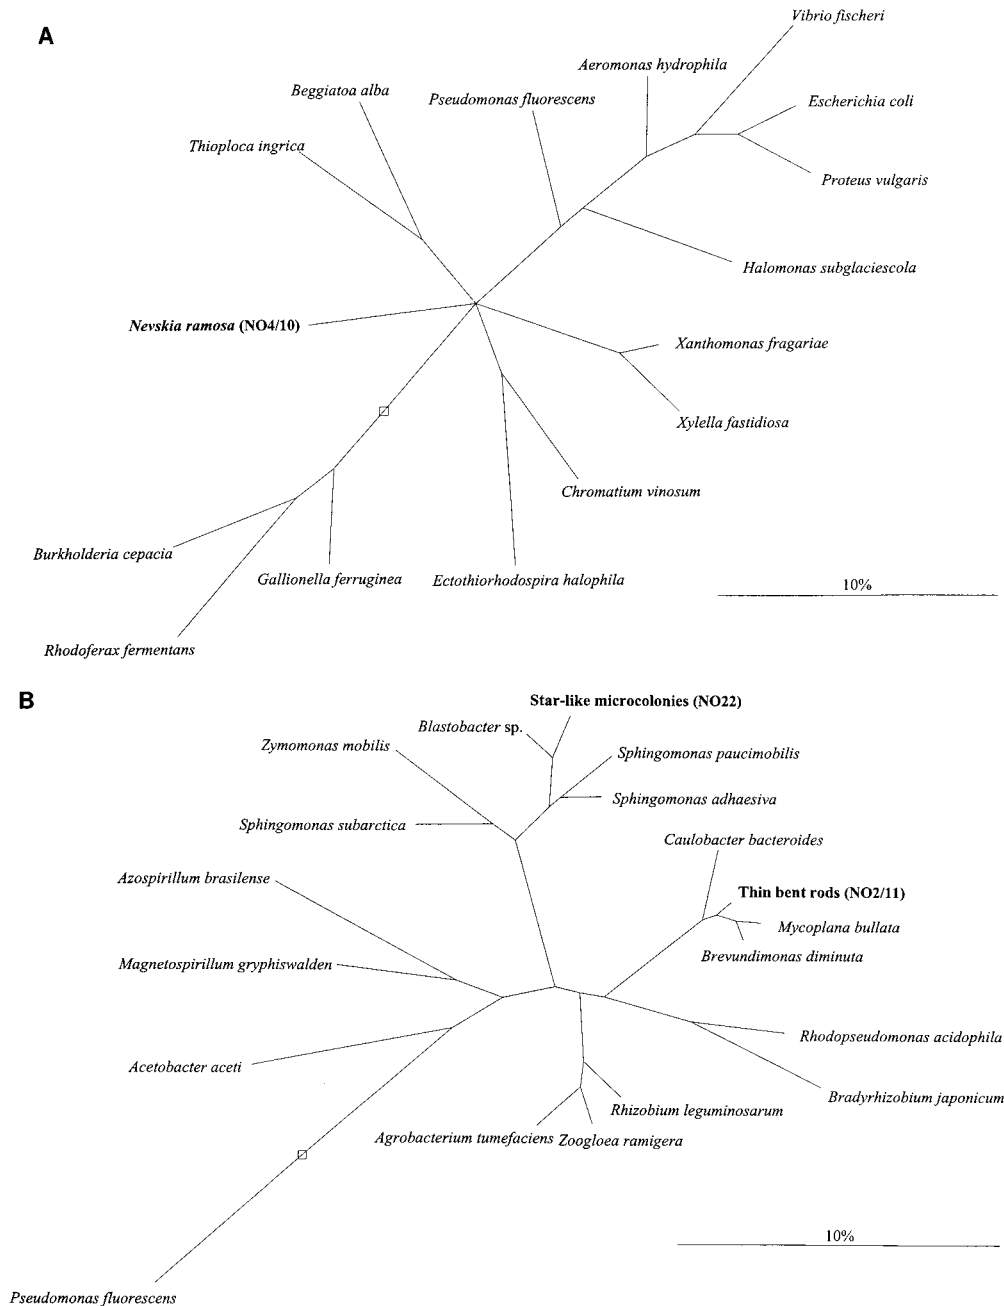 A
Vibrio fischeri
Aeromonas hydrophila
Beggiatoa alba
Pseudomonas fluorescens
Escherichia coli
Thioploca ingrica
Proteus vulgaris
Halomonas subglaciescola
Nevskia ramosa (NO4/10)
Xanthomonas fragariae
Xylella fastidiosa
Chromatium vinosum
Burkholderia cepacia
Gallionella ferruginea
Ectothiorhodospira halophila
10%
Rhodoferax fermentans
B
Star-like microcolonies (NO22)
Blastobacter sp.
Zymomonas mobilis
Sphingomonas paucimobilis
Sphingomonas adhaesiva
Sphingomonas subarctica
Caulobacter bacteroides
Azospirillum brasilense
Thin bent rods (NO2/11)
Mycoplana bullata
Brevundimonas diminuta
Magnetospirillum gryphiswalden
Rhodopseudomonas acidophila
Acetobacter aceti
Bradyrhizobium japonicum
Rhizobium leguminosarum
Agrobacterium tumefaciens
Zoogloea ramigera
10%
Pseudomonas fluorescens